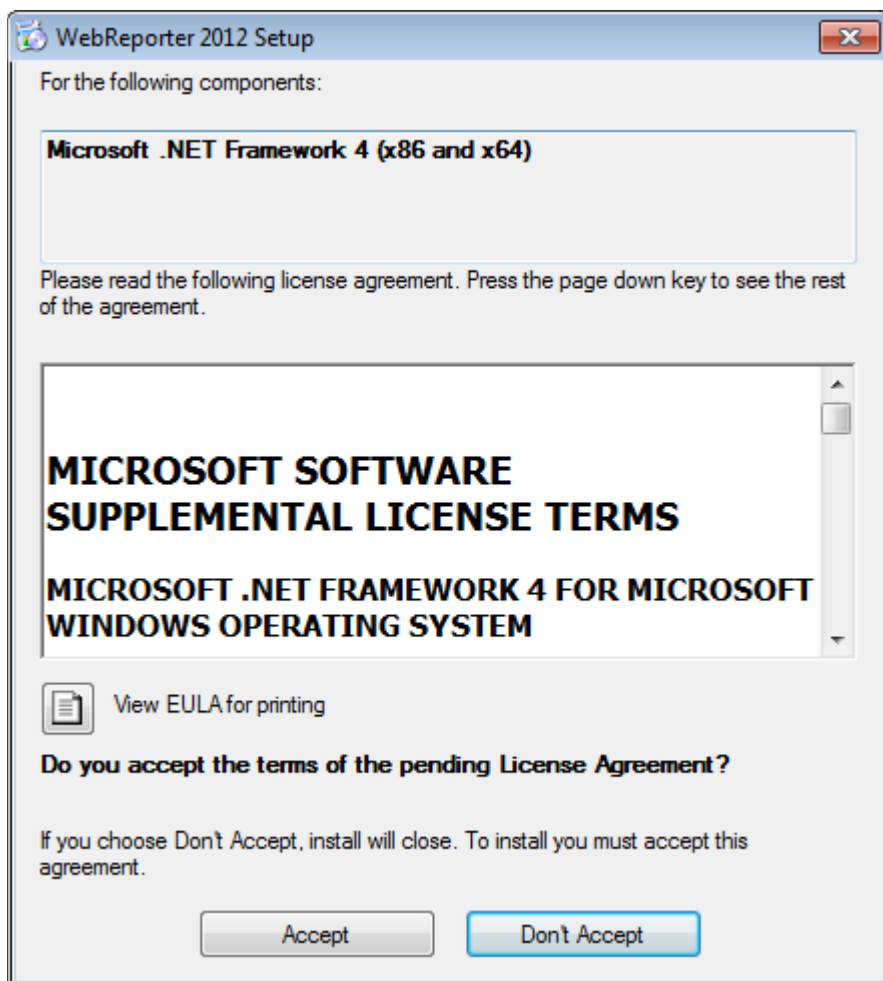 WebReporter 2012 Setup
For the following components:
Microsoft .NET Framework 4 (x86 and x64)
Please read the following license agreement. Press the page down key to see the rest
of the agreement.
MICROSOFT SOFTWARE
SUPPLEMENTAL LICENSE TERMS
MICROSOFT .NET FRAMEWORK 4 FOR MICROSOFT
WINDOWS OPERATING SYSTEM
View EULA for printing
Do you accept the terms of the pending License Agreement?
If you choose Don't Accept, install will close. To install you must accept this
agreement.
Accept
Don't Accept